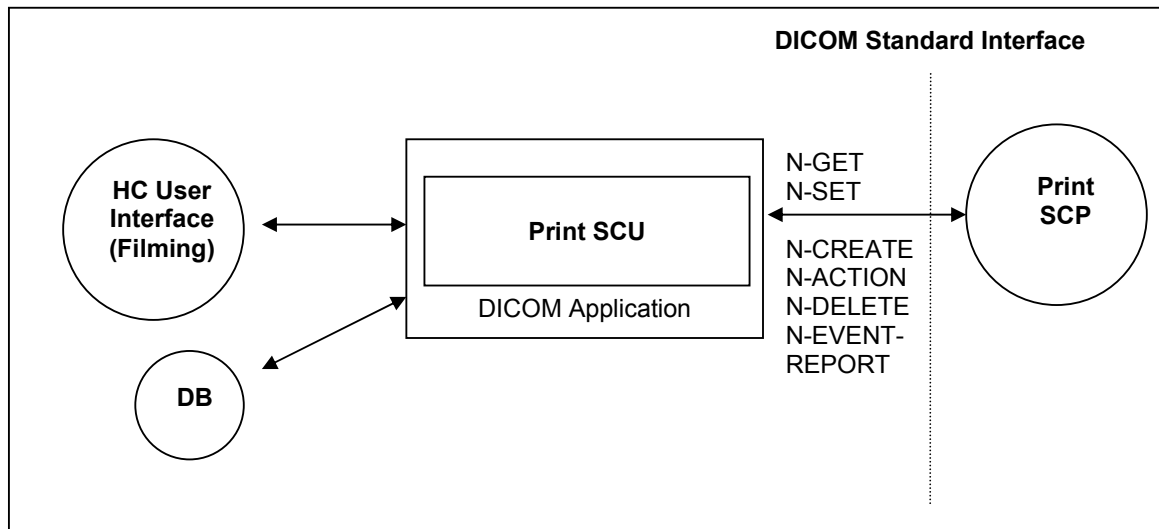 DICOM Standard Interface
HC User
Interface
(Filming)
DB
Print SCU
DICOM Application
N-GET
N-SET
N-CREATE
N-ACTION
N-DELETE
N-EVENT-
REPORT
Print
SCP